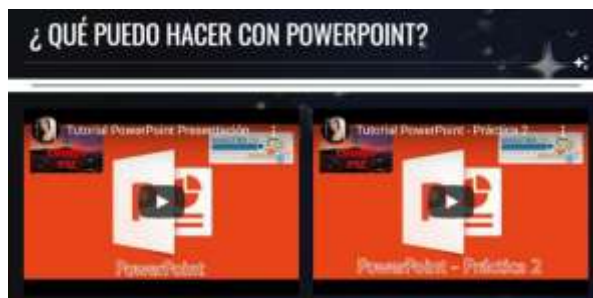 ¿ QUÉ PUEDO HACER CON POWERPOINT?
Tutorial PowerPoint Presentación
Tutorial PowerPoint - Práctica 2
PowerPoint
PowerPoint - Práctica 2